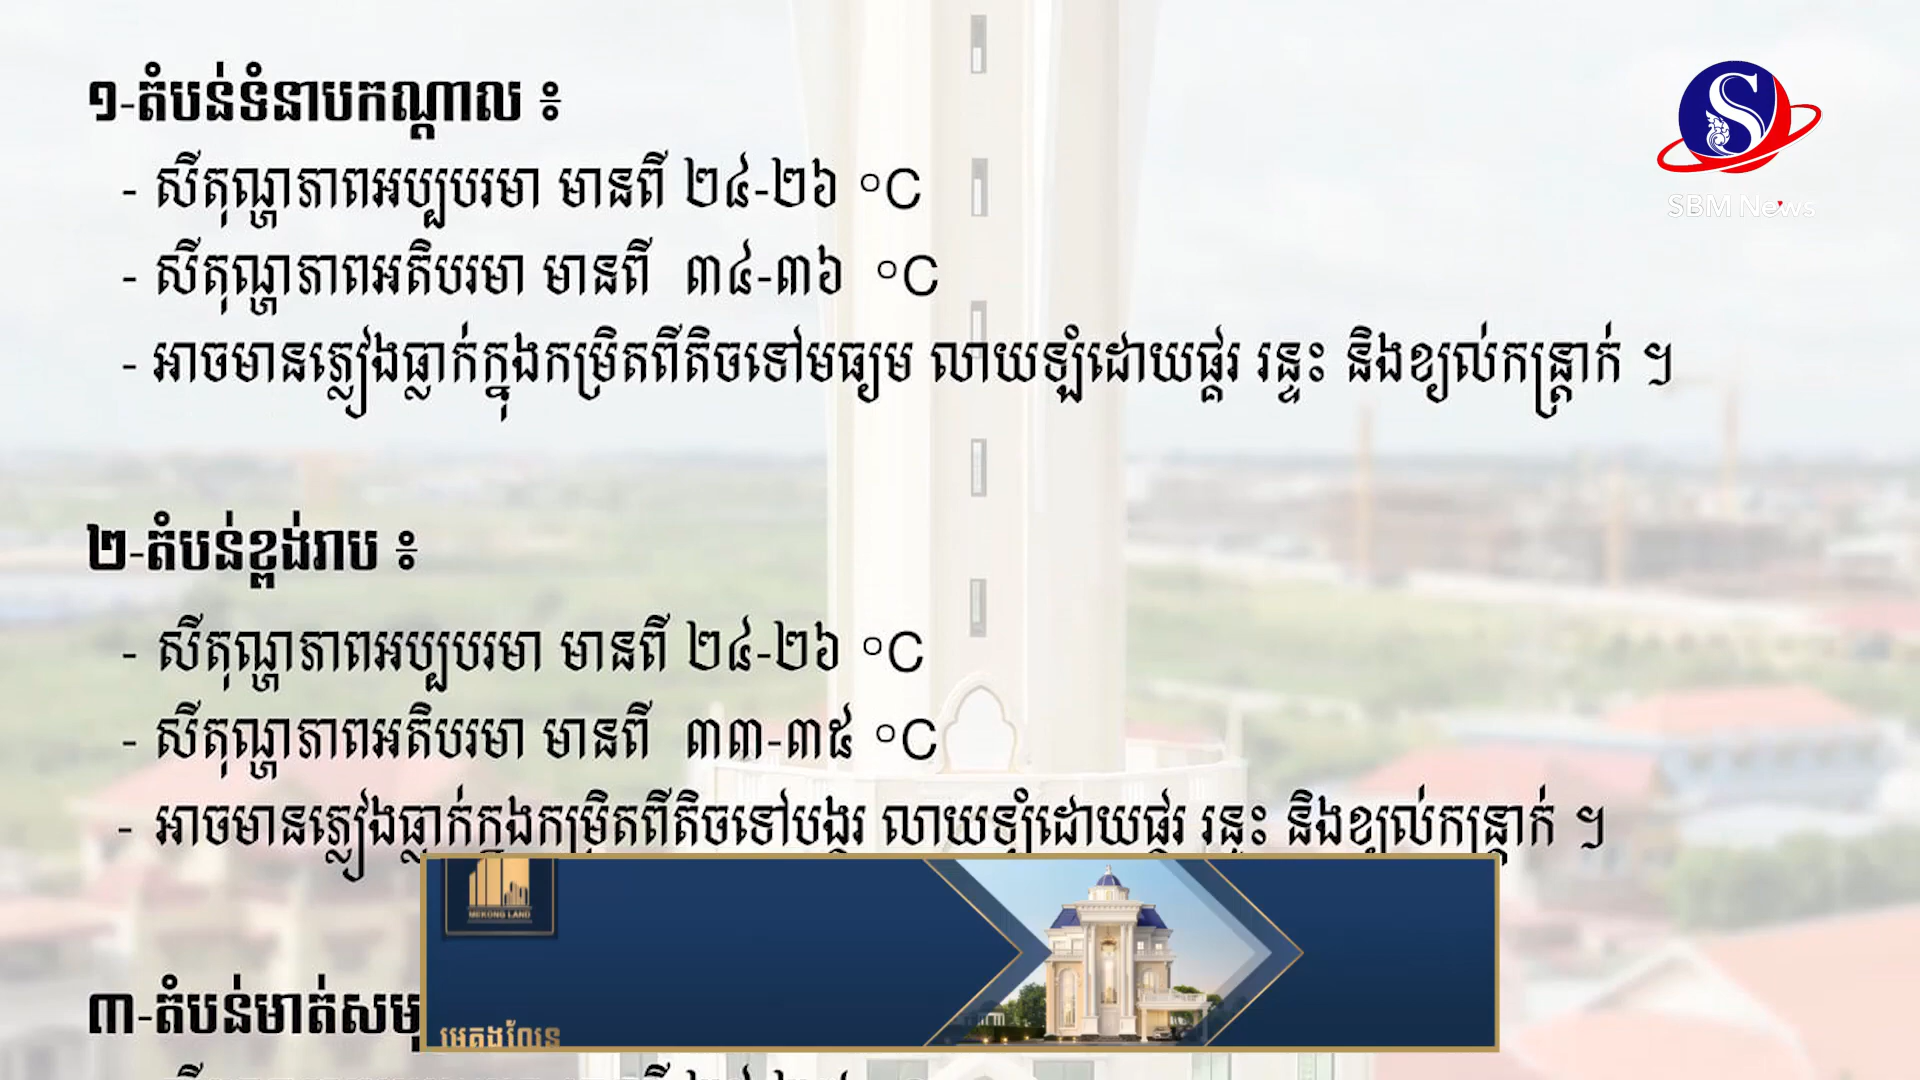 ១-តំបន់ទំនាបកណ្តាល ៖
SBM News
- សីតុណ្ហភាពអប្បបរមា មានពី ២៤-២៦ °C
- សីតុណ្ហភាពអតិបរមា មានពី ៣៤-៣៦ °C
- អាចមានភ្លៀងធ្លាក់ក្នុងកម្រិតពីតិចទៅមធ្យម លាយឡំដោយផ្គរ រន្ទះ និងខ្យល់កន្ត្រាក់ ។
២-តំបន់ខ្ពង់រាប ៖
- សីតុណ្ហភាពអប្បបរមា មានពី ២៤-២៦ °C
- សីតុណ្ហភាពអតិបរមា មានពី ៣៣-៣៥ °C
- អាចមានភ្លៀងធ្លាក់ក្នុងកម្រិតពីតិចទៅបង្គួរ លាយឡំដោយផ្គរ រន្ទះ និងខ្យល់កន្ត្រាក់ ។
MEKONG LAND
៣-តំបន់មាត់សមុ
មេគង្គលែន